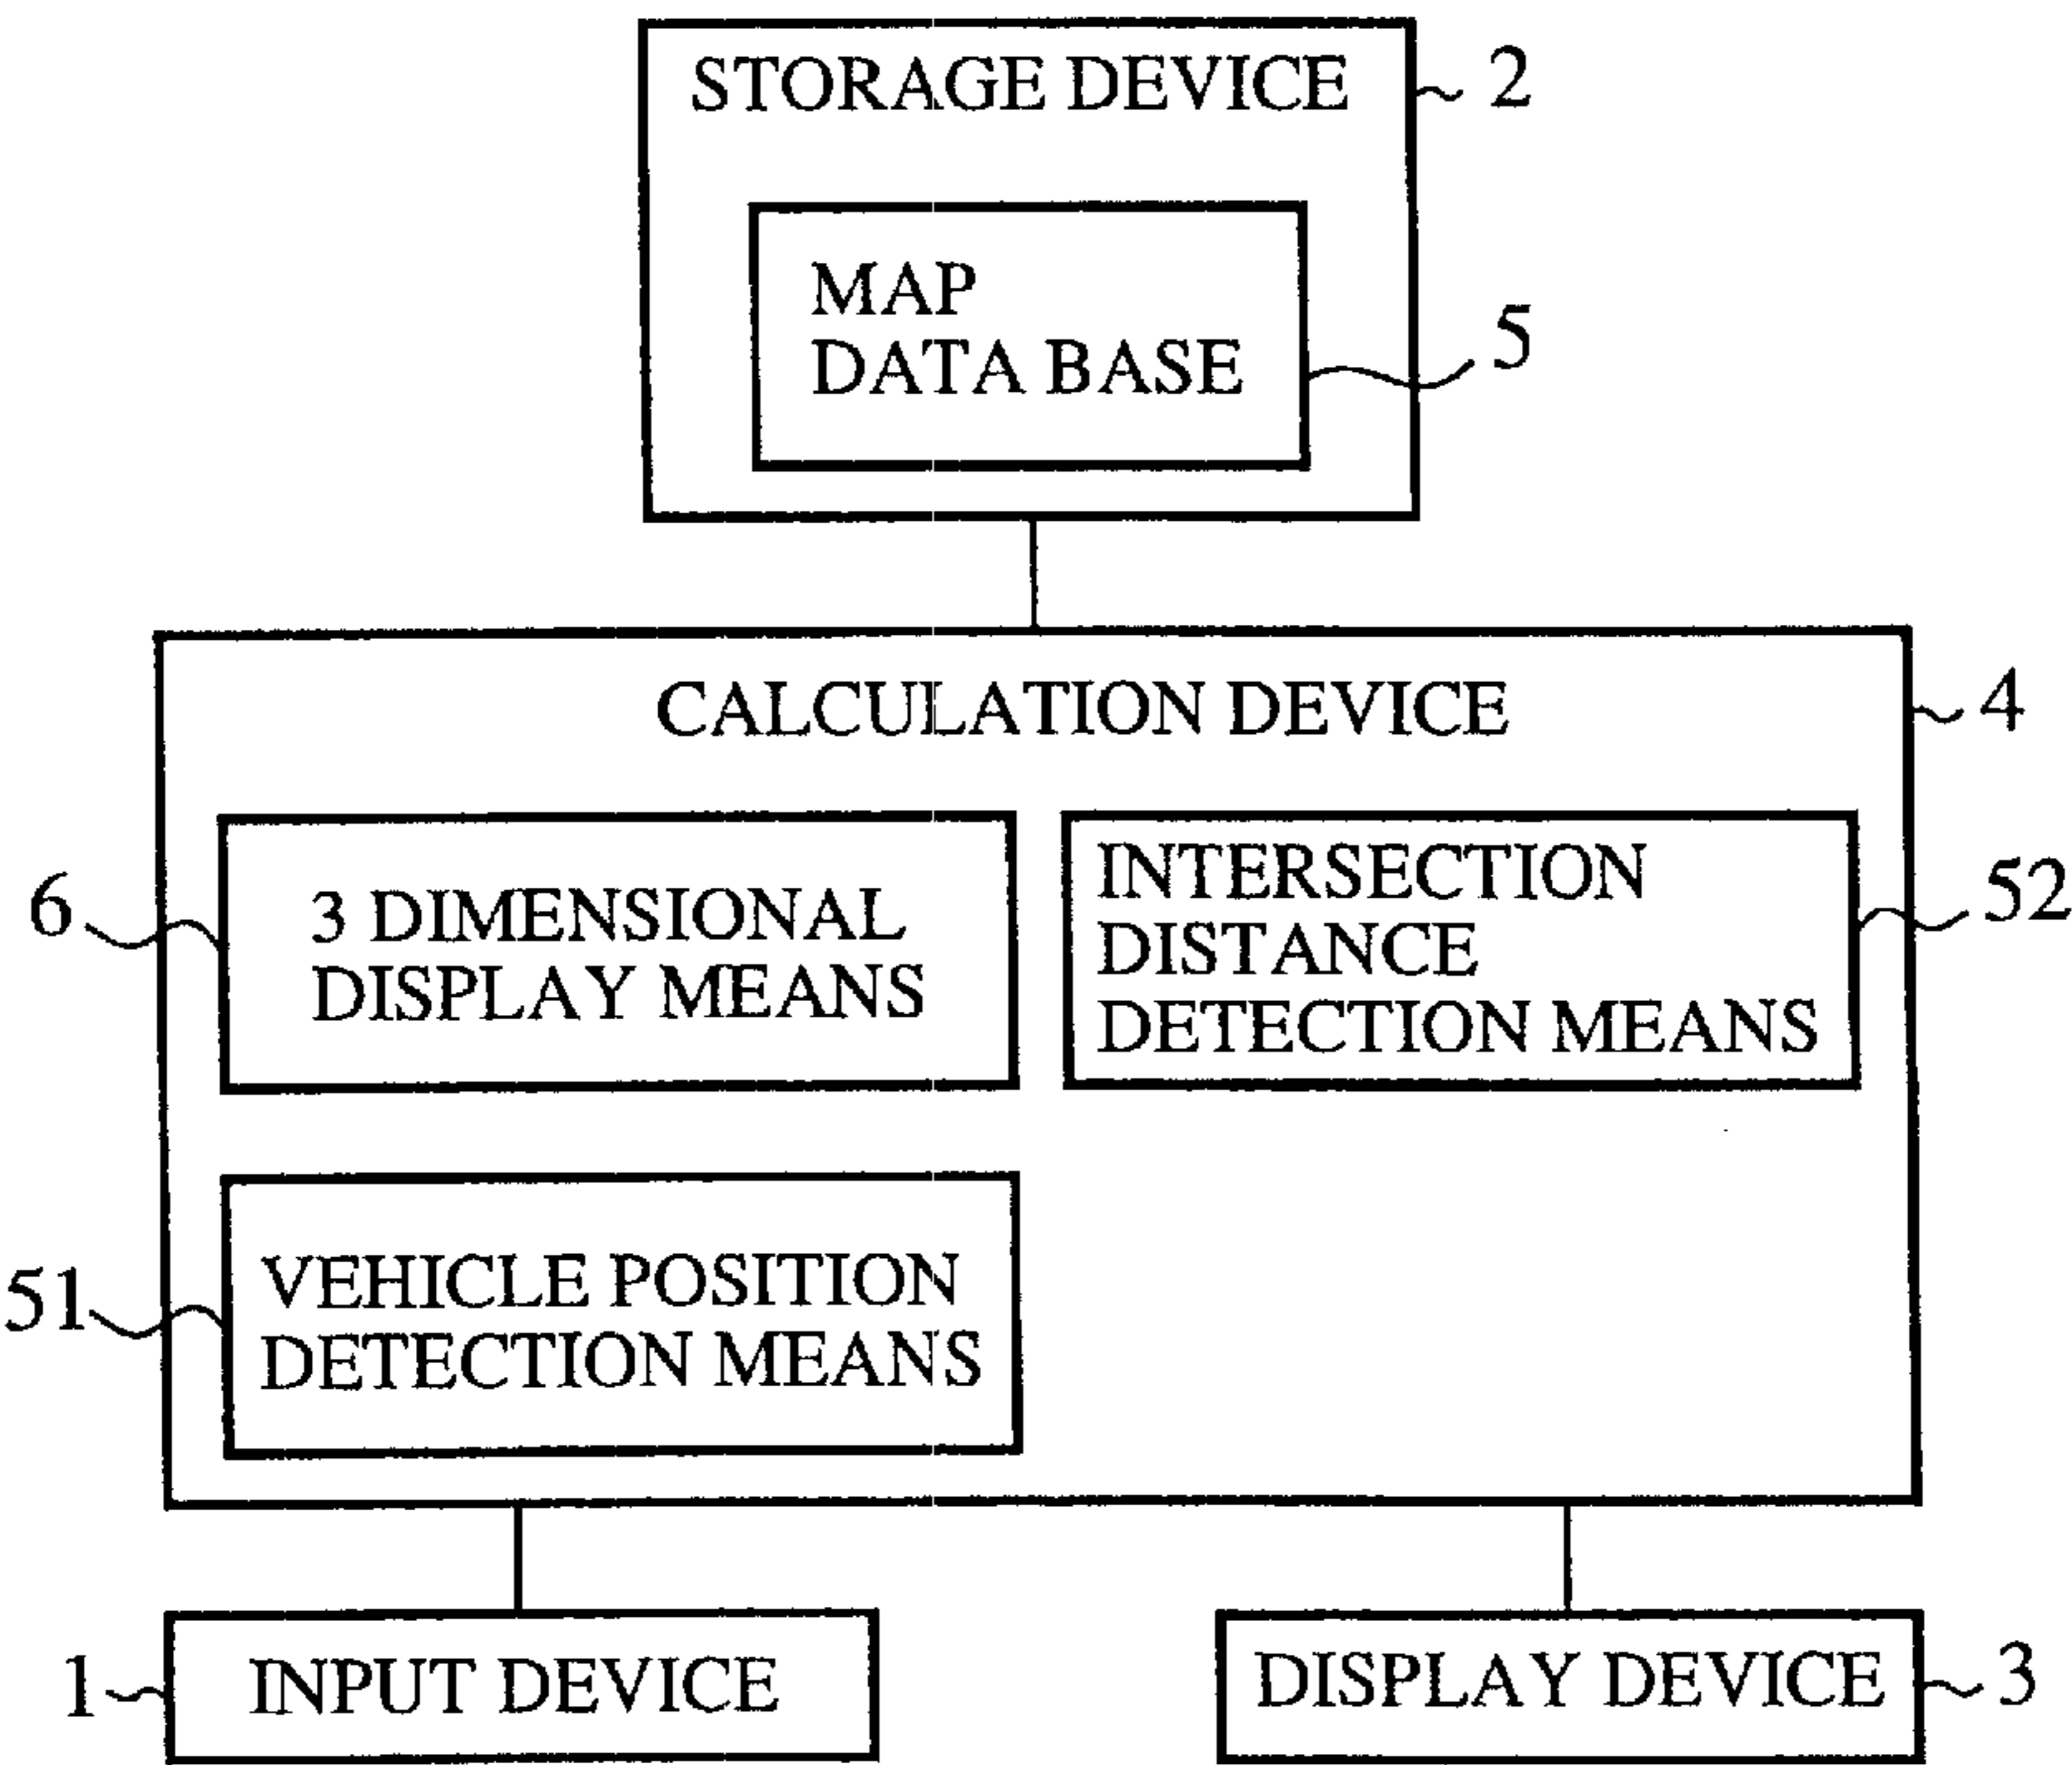 STORAGE DEVICE
2
MAP
DATA BASE
5
CALCULATION DEVICE
4
6
3 DIMENSIONAL
DISPLAY MEANS
INTERSECTION
DISTANCE
DETECTION MEANS
52
51
VEHICLE POSITION
DETECTION MEANS
1
INPUT DEVICE
DISPLAY DEVICE
3